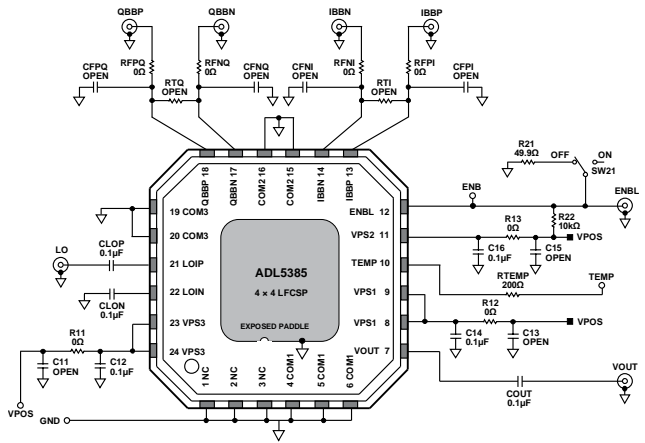 QBBP
QBBN
IBBN
IBBP
RFPQ
0Ω
RFNQ
0Ω
RFNI
0Ω
RFPI
0Ω
CFPQ
OPEN
RTQ
OPEN
CFNQ
OPEN
CFNI
OPEN
RTI
OPEN
CFPI
OPEN
QBBP 18
QBBN 17
COM2 16
COM2 15
IBBN 14
IBBP 13
R21
49.9Ω
OFF
ON
SW21
ENB
ENBL
19 COM3
20 COM3
21 LOIP
22 LOIN
23 VPS3
24 VPS3
ENBL 12
VPS2 11
TEMP 10
VPS1 9
VPS1 8
VOUT 7
ADL5385
4 × 4 LFCSP
EXPOSED PADDLE
R13
0Ω
R22
10kΩ
VPOS
C16
0.1µF
C15
OPEN
LO
CLOP
0.1µF
CLON
0.1µF
RTEMP
200Ω
TEMP
R12
0Ω
VPOS
C14
0.1µF
C13
OPEN
R11
0Ω
C11
OPEN
C12
0.1µF
VPOS
1 NC
2 NC
3 NC
4 COM1
5 COM1
6 COM1
COUT
0.1µF
VOUT
GND